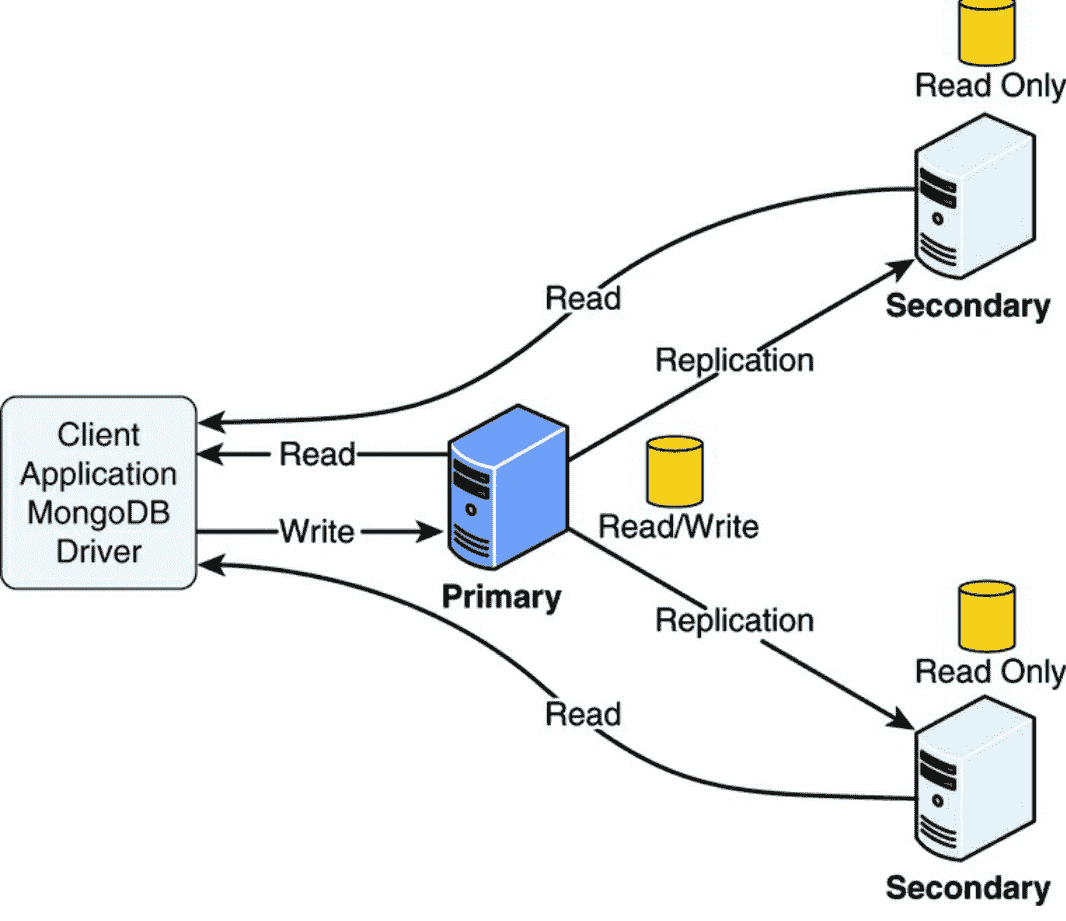 Read Only
Secondary
Read
Replication
Client
Application
MongoDB
Driver
Read
Write
Primary
Read/Write
Replication
Read Only
Read
Secondary